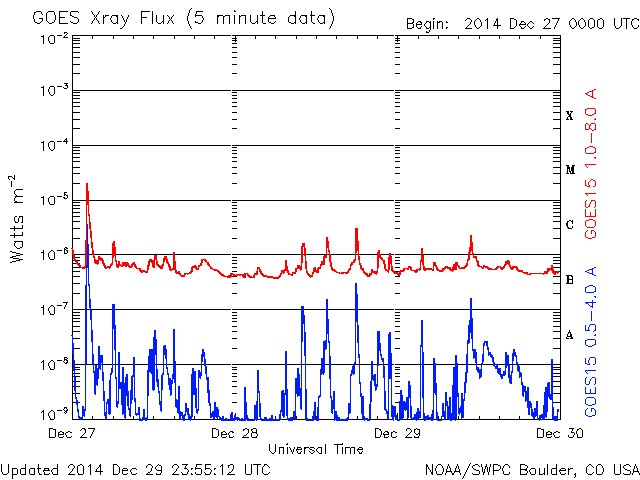 GOES Xray Flux (5 minute data)
Begin: 2014 Dec 27 0000 UTC
10⁻²
10⁻³
10⁻⁴
10⁻⁵
10⁻⁶
10⁻⁷
10⁻⁸
10⁻⁹
Watts m⁻²
X
M
C
B
A
GOES15 1.0-8.0 A
GOES15 0.5-4.0 A
Dec 27 Dec 28 Dec 29 Dec 30
Universal Time
Updated 2014 Dec 29 23:55:12 UTC
NOAA/SWPC Boulder, CO USA